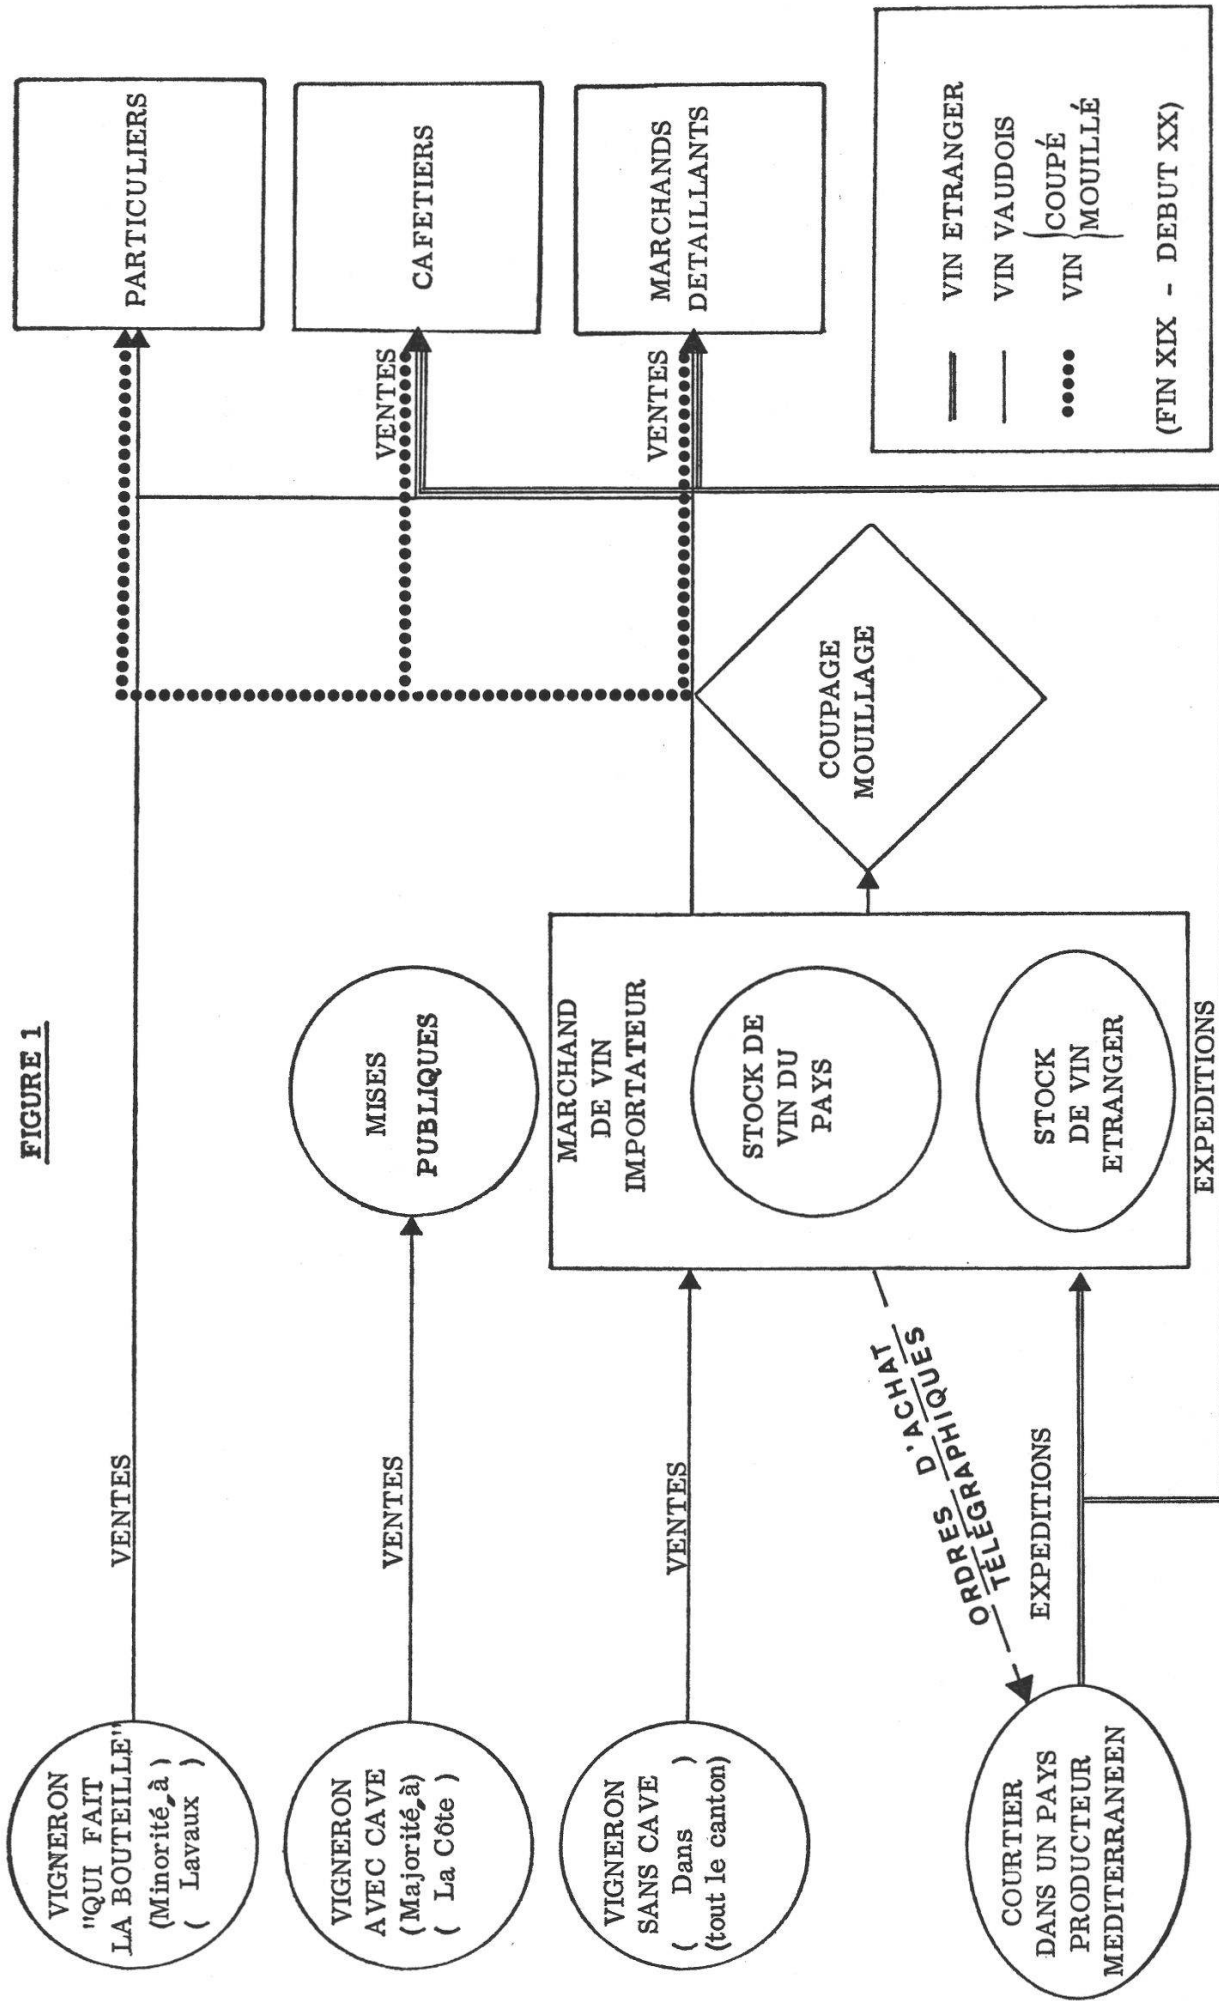 FIGURE 1
VIGNERON
"QUI FAIT
LA BOUTEILLE"
(Minorité à )
( Lavaux )
VENTES
PARTICULIERS
VIGNERON
AVEC CAVE
(Majorité à)
( La Côte )
VENTES
MISES
PUBLIQUES
VENTES
CAFETIERS
VIGNERON
SANS CAVE
( Dans )
(tout le canton)
VENTES
MARCHAND
DE VIN
IMPORTATEUR
STOCK DE
VIN DU
PAYS
STOCK
DE VIN
ETRANGER
COUPAGE
MOUILLAGE
VENTES
MARCHANDS
DETAILLANTS
ORDRES D'ACHAT
TÉLÉGRAPHIQUES
COURTIER
DANS UN PAYS
PRODUCTEUR
MEDITERRANEEN
EXPEDITIONS
EXPEDITIONS
VIN ETRANGER
VIN VAUDOIS
VIN { COUPÉ
MOUILLÉ
(FIN XIX - DEBUT XX)